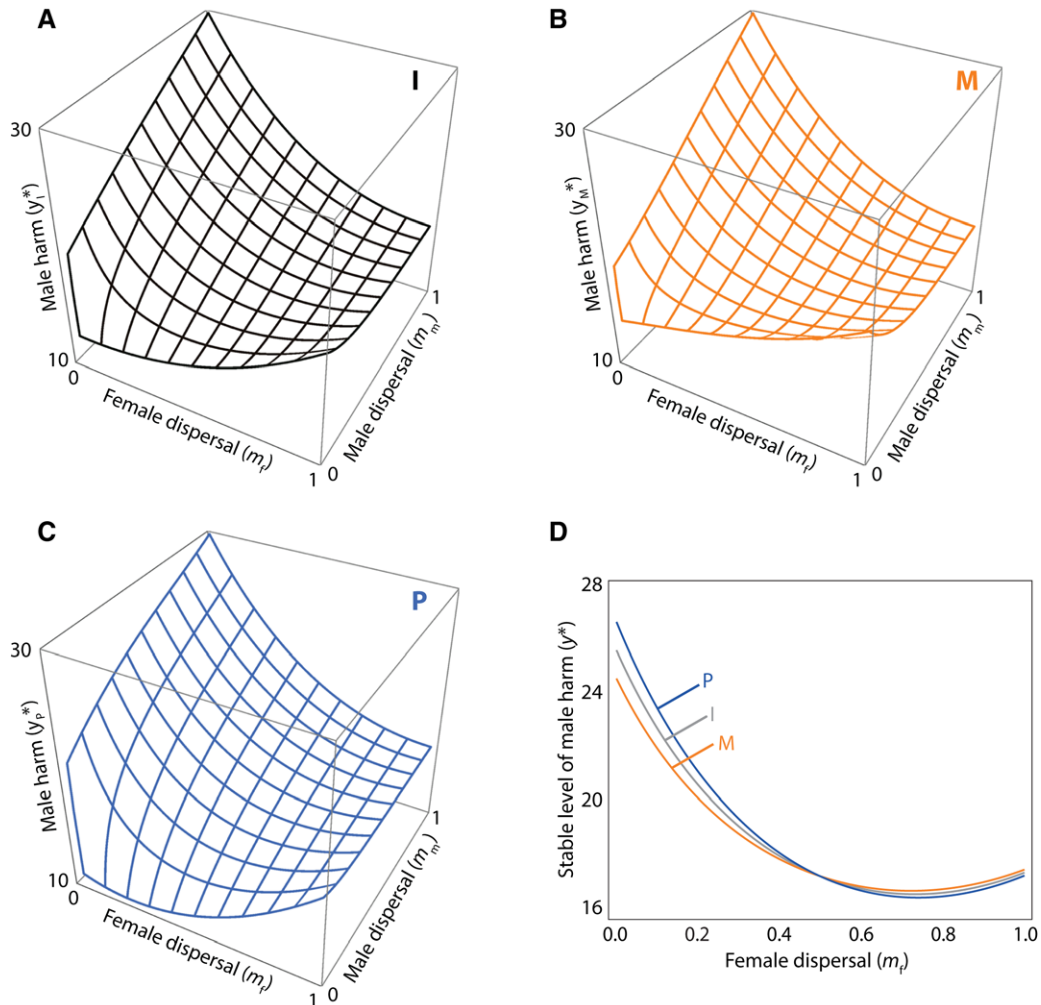 A
I
30
Male harm (yI*)
10
0
Female dispersal (mf)
1
0
Male dispersal (mm)
1
B
M
30
Male harm (yM*)
10
0
Female dispersal (mf)
1
0
Male dispersal (mm)
1
C
P
30
Male harm (yP*)
10
0
Female dispersal (mf)
1
0
Male dispersal (mm)
1
D
28
24
20
16
Stable level of male harm (y*)
P
I
M
0.0 0.2 0.4 0.6 0.8 1.0
Female dispersal (mf)